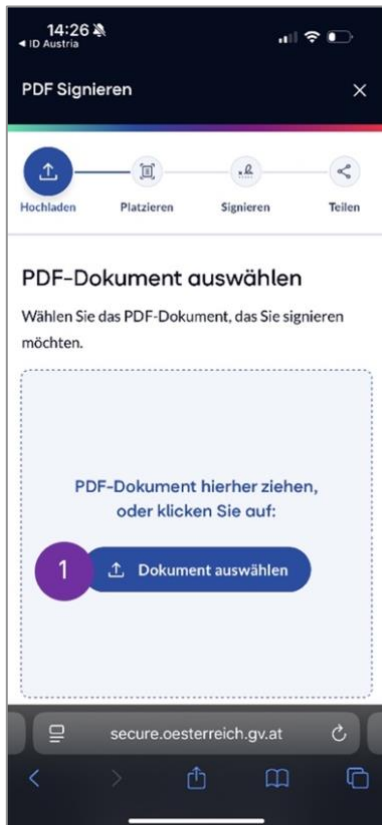 14:26
◀ ID Austria
PDF Signieren
Hochladen
Platzieren
Signieren
Teilen
PDF-Dokument auswählen
Wählen Sie das PDF-Dokument, das Sie signieren
möchten.
PDF-Dokument hierher ziehen,
oder klicken Sie auf:
1
Dokument auswählen
secure.oesterreich.gv.at